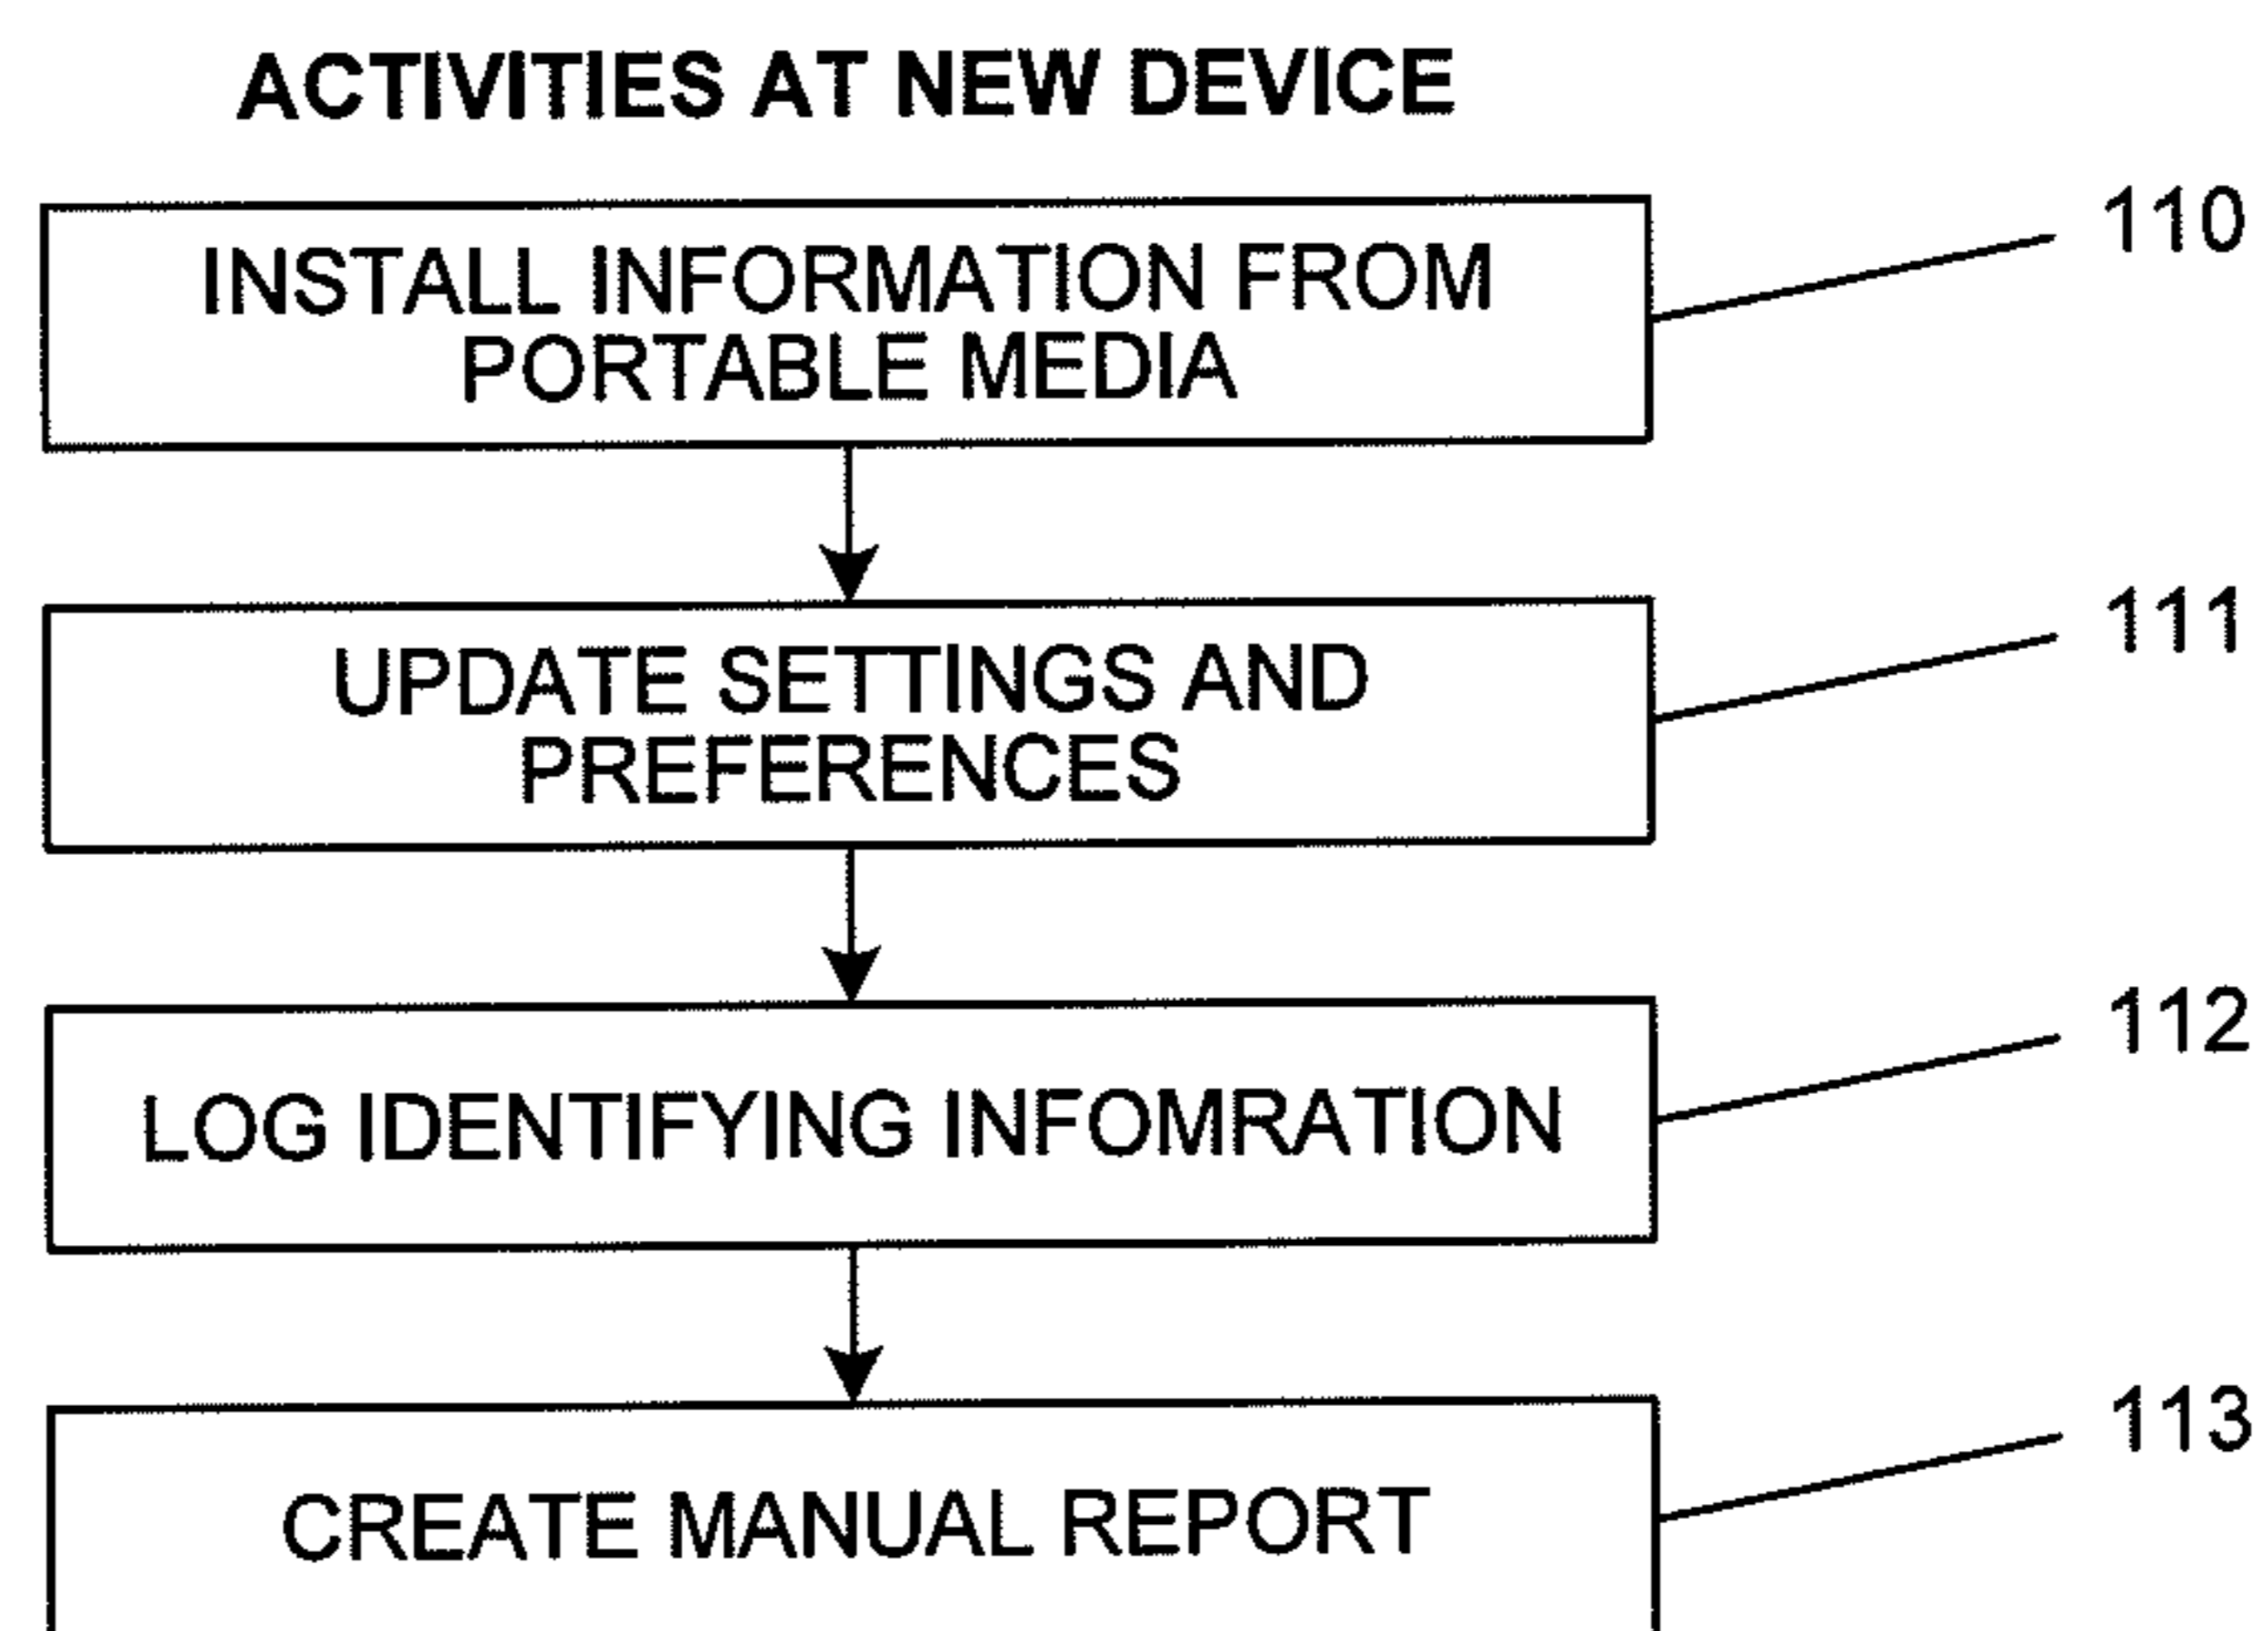 ACTIVITIES AT NEW DEVICE
INSTALL INFORMATION FROM
PORTABLE MEDIA
110
UPDATE SETTINGS AND
PREFERENCES
111
LOG IDENTIFYING INFOMRATION
112
CREATE MANUAL REPORT
113